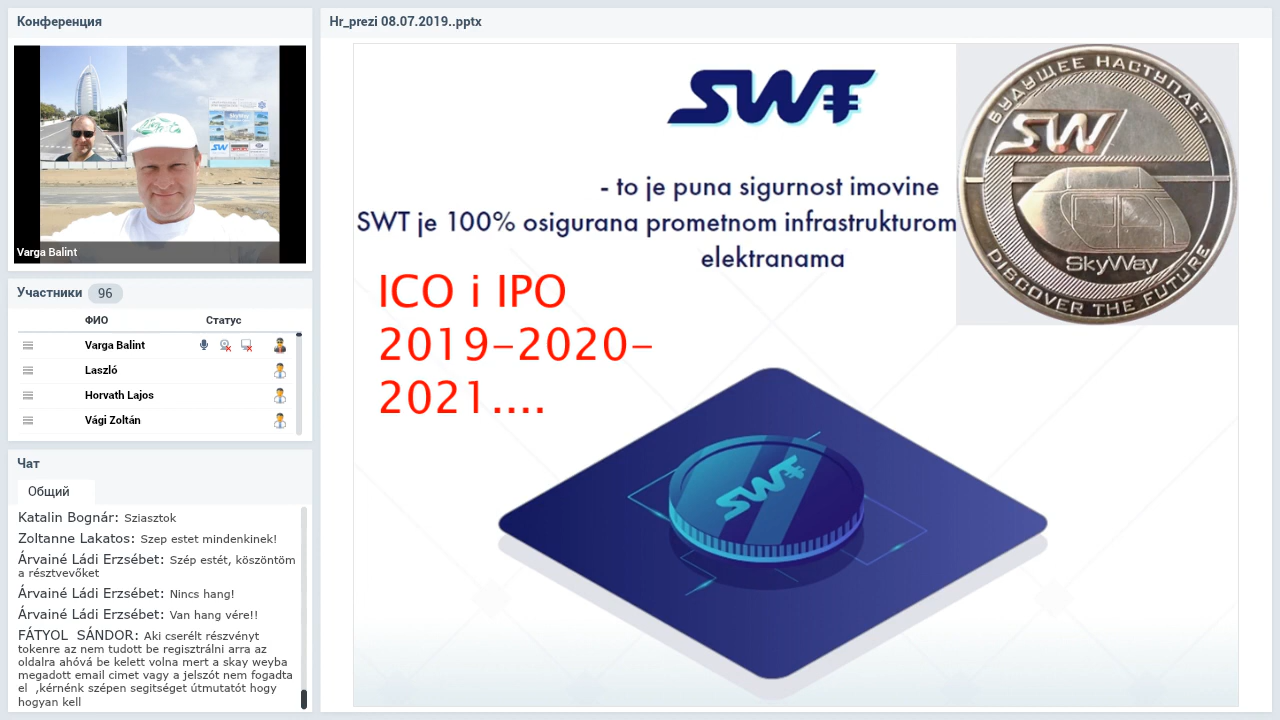 Конференция
Varga Balint
Участники 96
ФИО Статус
Varga Balint
Laszló
Horvath Lajos
Vági Zoltán
Чат
Общий
Katalin Bognár: Sziasztok
Zoltanne Lakatos: Szep estet mindenkinek!
Árvainé Ládi Erzsébet: Szép estét, köszöntöm
a résztvevőket
Árvainé Ládi Erzsébet: Nincs hang!
Árvainé Ládi Erzsébet: Van hang vére!!
FÁTYOL SÁNDOR: Aki cserélt részvényt
tokenre az nem tudott be regisztrálni arra az
oldalra ahóvá be kelett volna mert a skay weyba
megadott email cimet vagy a jelszót nem fogadta
el ,kérnénk szépen segitséget útmutatót hogy
hogyan kell
Hr_prezi 08.07.2019..pptx
SWT
- to je puna sigurnost imovine
SWT je 100% osigurana prometnom infrastrukturom
elektranama
ICO i IPO
2019-2020-
2021....
БУДУЩЕЕ НАСТУПАЕТ
SW
SkyWay
DISCOVER THE FUTURE
SWT